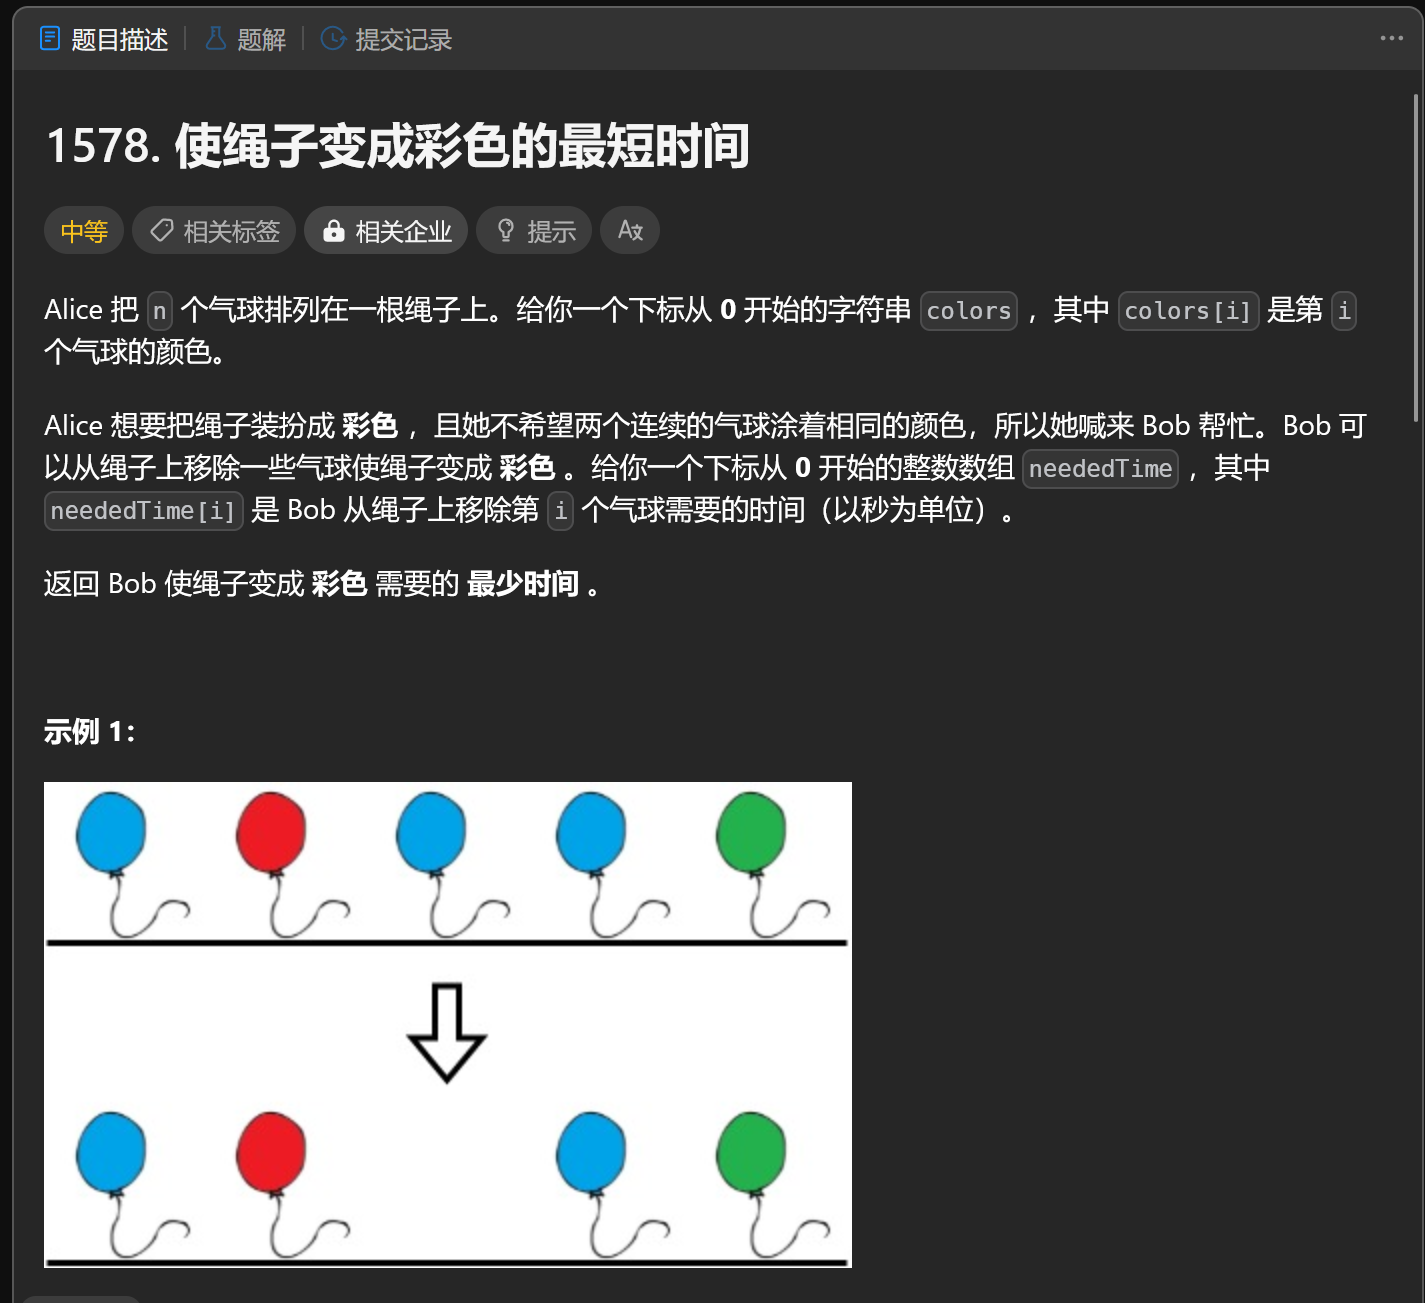 题目描述 题解 提交记录
1578. 使绳子变成彩色的最短时间
中等 相关标签 相关企业 提示
Alice 把 n 个气球排列在一根绳子上。给你一个下标从 0 开始的字符串 colors ，其中 colors[i] 是第 i
个气球的颜色。
Alice 想要把绳子装扮成 彩色 ，且她不希望两个连续的气球涂着相同的颜色，所以她喊来 Bob 帮忙。Bob 可
以从绳子上移除一些气球使绳子变成 彩色 。给你一个下标从 0 开始的整数数组 neededTime ，其中
neededTime[i] 是 Bob 从绳子上移除第 i 个气球需要的时间（以秒为单位）。
返回 Bob 使绳子变成 彩色 需要的 最少时间 。
示例 1：